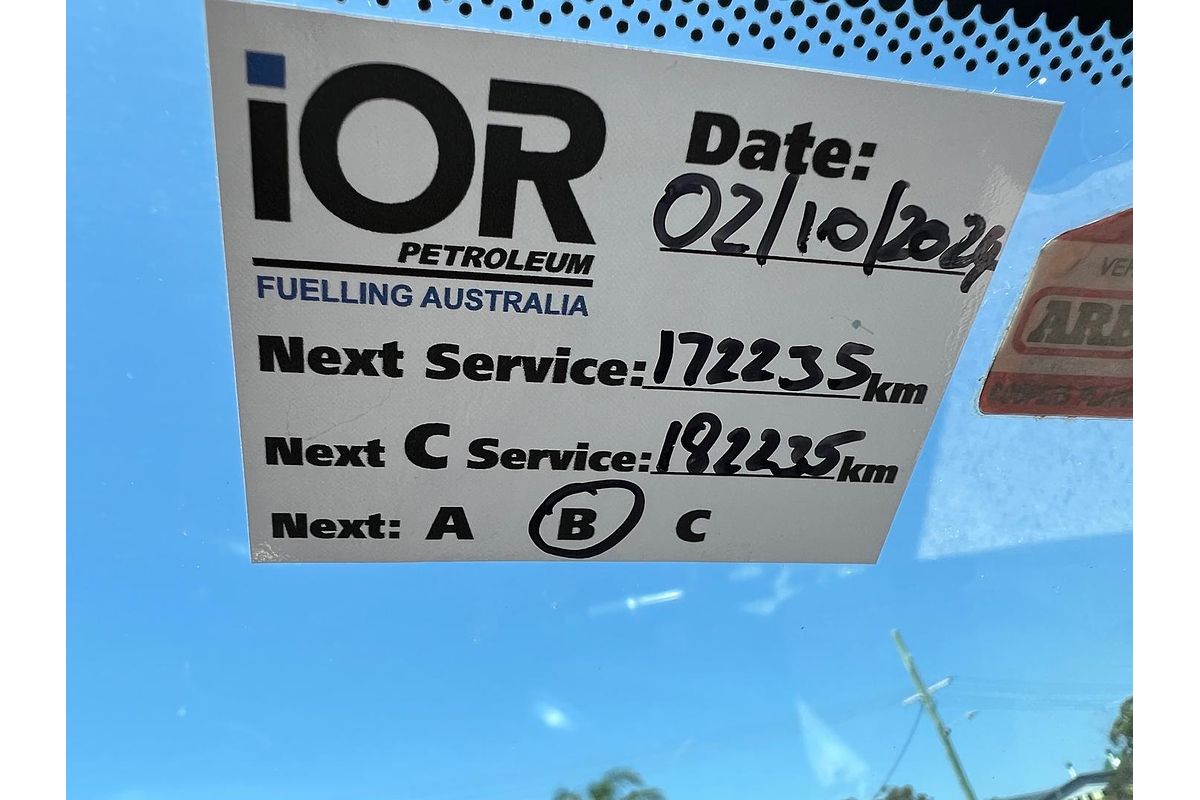 iOR
PETROLEUM
FUELLING AUSTRALIA
Date:
02/10/2024
Next Service: 172235 km
Next C Service: 182235 km
Next: A B C
ARB